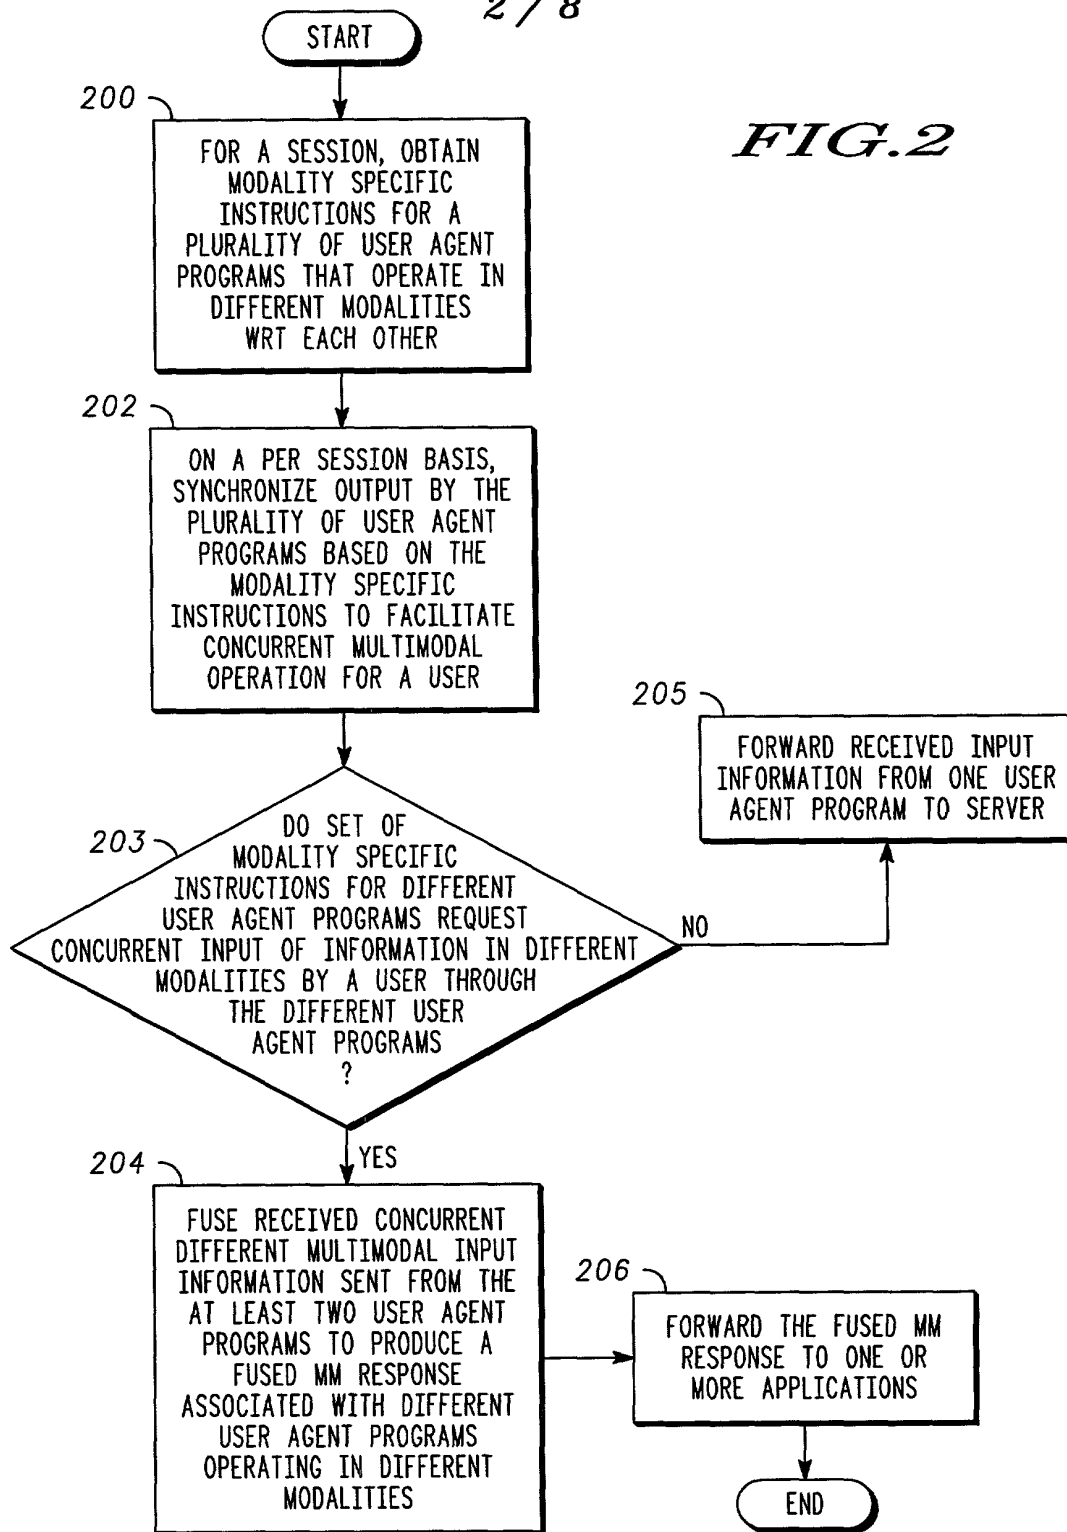 2/8
START
FIG.2
200
FOR A SESSION, OBTAIN
MODALITY SPECIFIC
INSTRUCTIONS FOR A
PLURALITY OF USER AGENT
PROGRAMS THAT OPERATE IN
DIFFERENT MODALITIES
WRT EACH OTHER
202
ON A PER SESSION BASIS,
SYNCHRONIZE OUTPUT BY THE
PLURALITY OF USER AGENT
PROGRAMS BASED ON THE
MODALITY SPECIFIC
INSTRUCTIONS TO FACILITATE
CONCURRENT MULTIMODAL
OPERATION FOR A USER
203
DO SET OF
MODALITY SPECIFIC
INSTRUCTIONS FOR DIFFERENT
USER AGENT PROGRAMS REQUEST
CONCURRENT INPUT OF INFORMATION IN DIFFERENT
MODALITIES BY A USER THROUGH
THE DIFFERENT USER
AGENT PROGRAMS
?
NO
205
FORWARD RECEIVED INPUT
INFORMATION FROM ONE USER
AGENT PROGRAM TO SERVER
YES
204
FUSE RECEIVED CONCURRENT
DIFFERENT MULTIMODAL INPUT
INFORMATION SENT FROM THE
AT LEAST TWO USER AGENT
PROGRAMS TO PRODUCE A
FUSED MM RESPONSE
ASSOCIATED WITH DIFFERENT
USER AGENT PROGRAMS
OPERATING IN DIFFERENT
MODALITIES
206
FORWARD THE FUSED MM
RESPONSE TO ONE OR
MORE APPLICATIONS
END